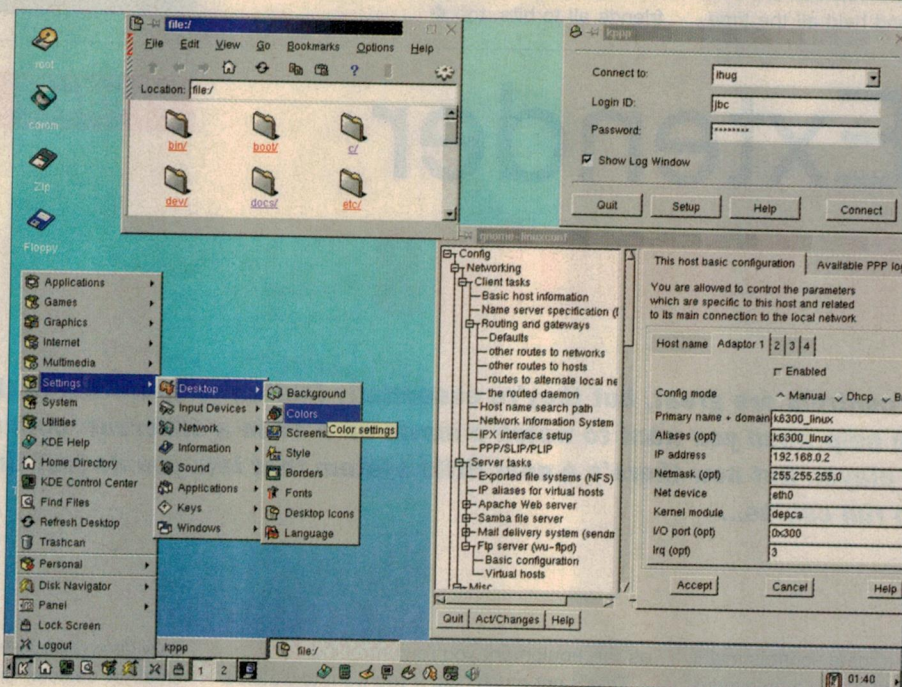 root
cdrom
Zip
Floppy
file:/
File Edit View Go Bookmarks Options Help
?
Location: file:/
bin/ boot/ c/
dev/ docs/ etc/
kppp
Connect to: ihug
Login ID: jbc
Password: ********
Show Log Window
Quit Setup Help Connect
gnome-linuxconf
Config
Networking
Client tasks
Basic host information
Name server specification (
Routing and gateways
Defaults
other routes to networks
other routes to hosts
routes to alternate local ne
the routed daemon
Host name search path
Network Information System
IPX interface setup
PPP/SLIP/PLIP
Server tasks
Exported file systems (NFS)
IP aliases for virtual hosts
Apache Web server
Samba file server
Mail delivery system (sendm
Ftp server (wu-ftpd)
Basic configuration
Virtual hosts
Misc
Quit Act/Changes Help
This host basic configuration Available PPP log
You are allowed to control the parameters
which are specific to this host and related
to its main connection to the local network
Host name Adaptor 1 2 3 4
Enabled
Config mode Manual Dhcp B
Primary name + domain k6300_linux
Aliases (opt) k6300_linux
IP address 192.168.0.2
Netmask (opt) 255.255.255.0
Net device eth0
Kernel module depca
I/O port (opt) 0x300
Irq (opt) 3
Accept Cancel Help
Applications
Games
Graphics
Internet
Multimedia
Settings
System
Utilities
KDE Help
Home Directory
KDE Control Center
Find Files
Refresh Desktop
Trashcan
Personal
Disk Navigator
Panel
Lock Screen
Logout
Desktop
Input Devices
Network
Information
Sound
Applications
Keys
Windows
Background
Colors
Screens
Color settings
Style
Borders
Fonts
Desktop Icons
Language
kppp file:/
K 1 2 01:40